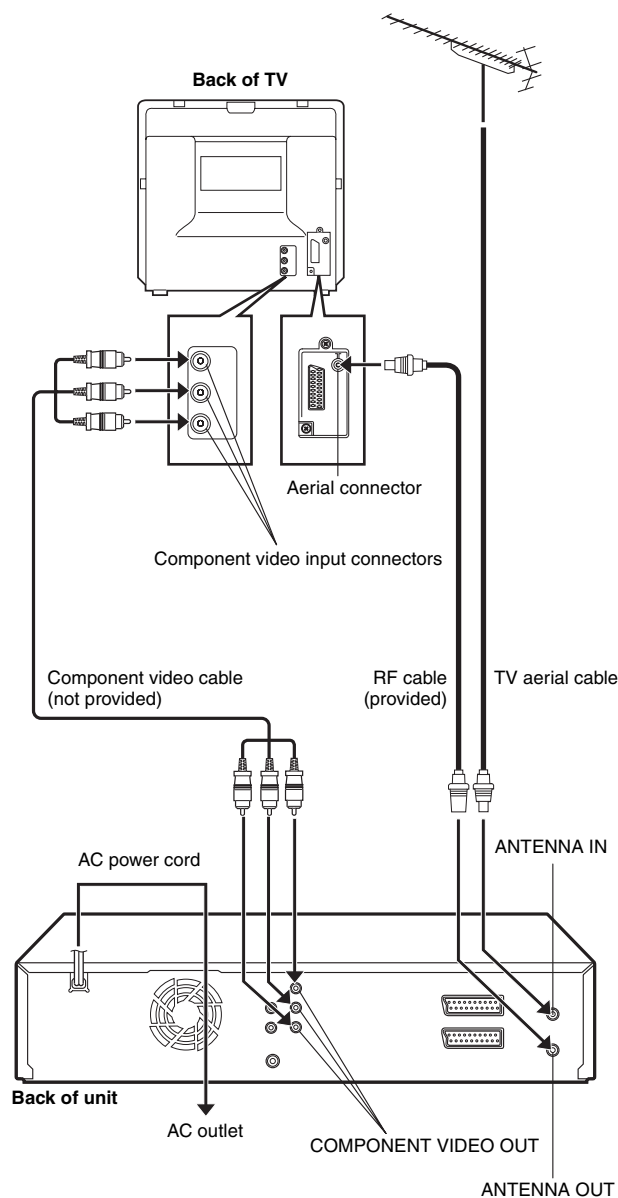 Back of TV
Aerial connector
Component video input connectors
Component video cable
(not provided)
RF cable
(provided)
TV aerial cable
AC power cord
ANTENNA IN
Back of unit
AC outlet
COMPONENT VIDEO OUT
ANTENNA OUT